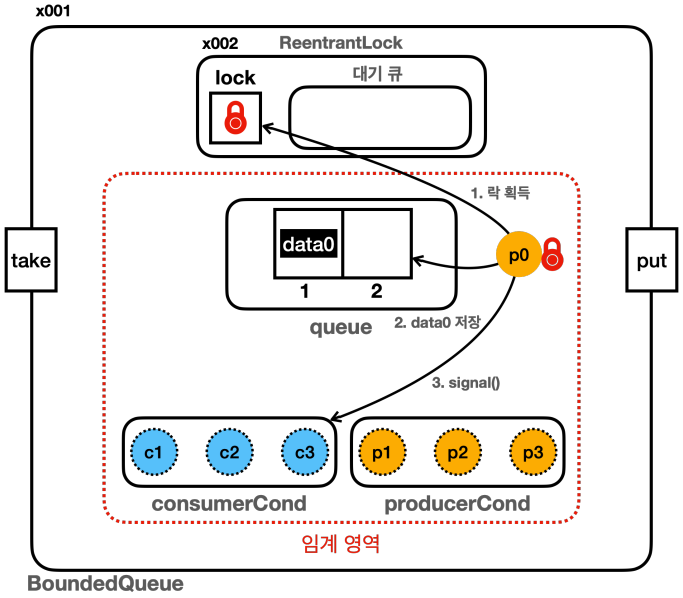 x001
x002
ReentrantLock
lock
대기 큐
1. 락 획득
data0
take
p0
put
1
2
queue
2. data0 저장
3. signal()
c1
c2
c3
p1
p2
p3
consumerCond
producerCond
임계 영역
BoundedQueue